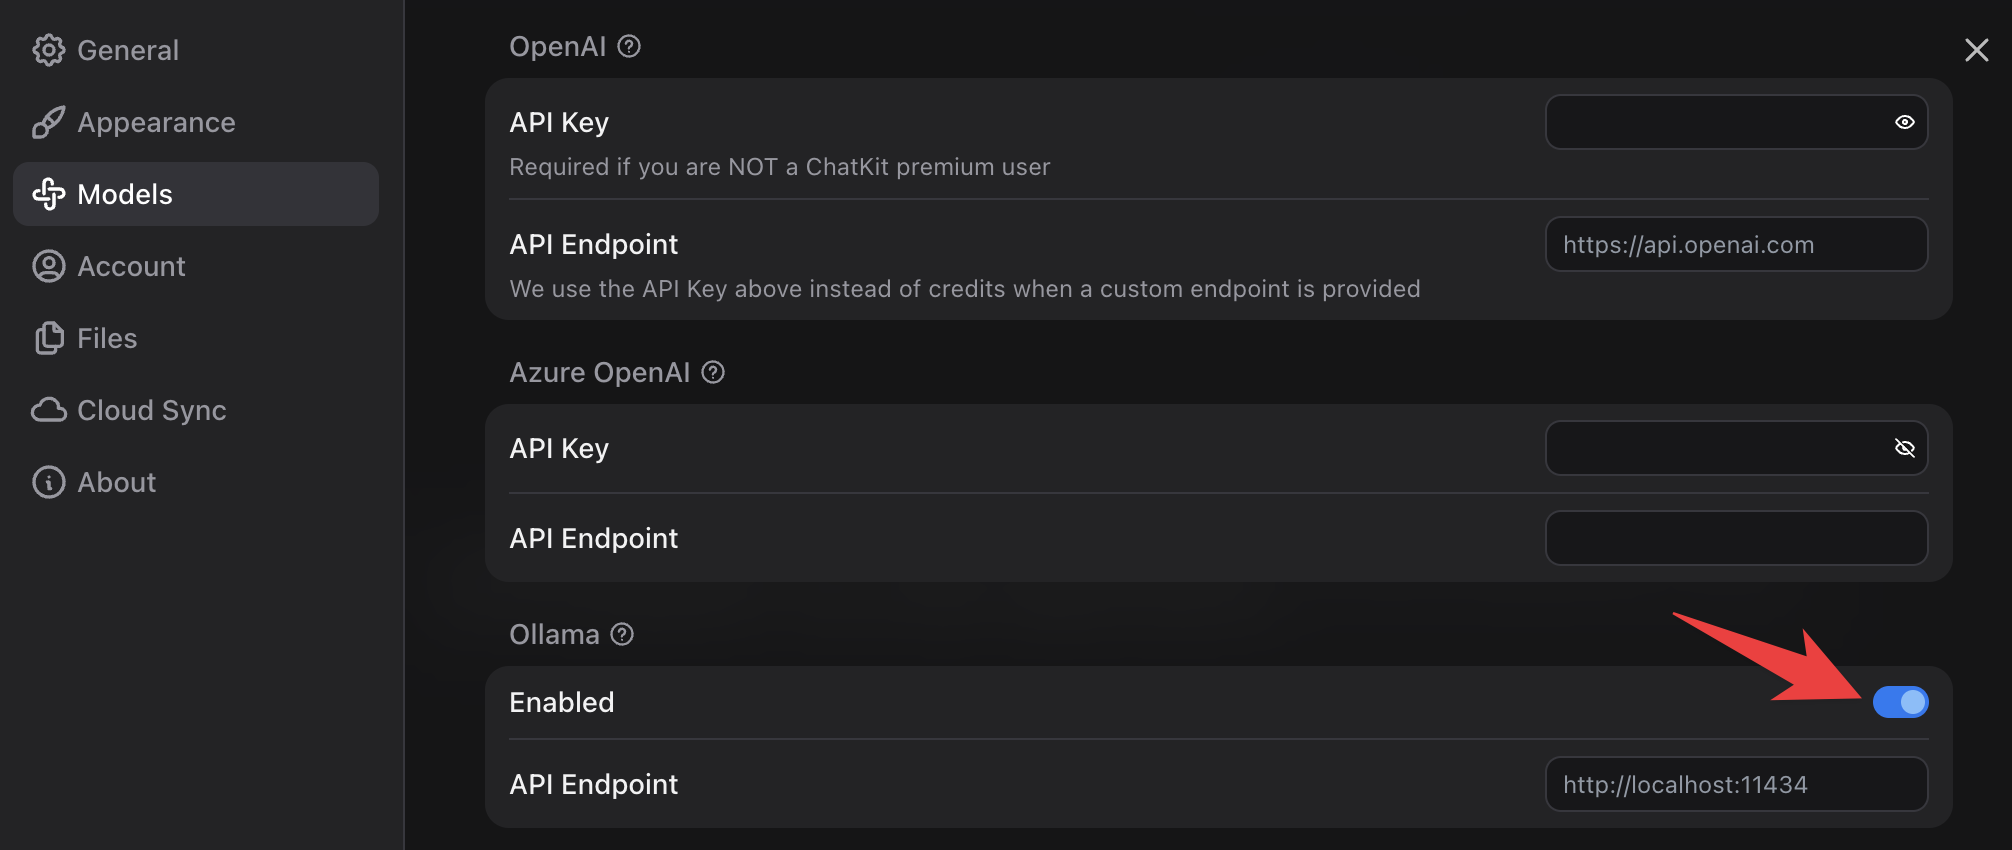 General
Appearance
Models
Account
Files
Cloud Sync
About
OpenAI
API Key
Required if you are NOT a ChatKit premium user
API Endpoint
https://api.openai.com
We use the API Key above instead of credits when a custom endpoint is provided
Azure OpenAI
API Key
API Endpoint
Ollama
Enabled
API Endpoint
http://localhost:11434